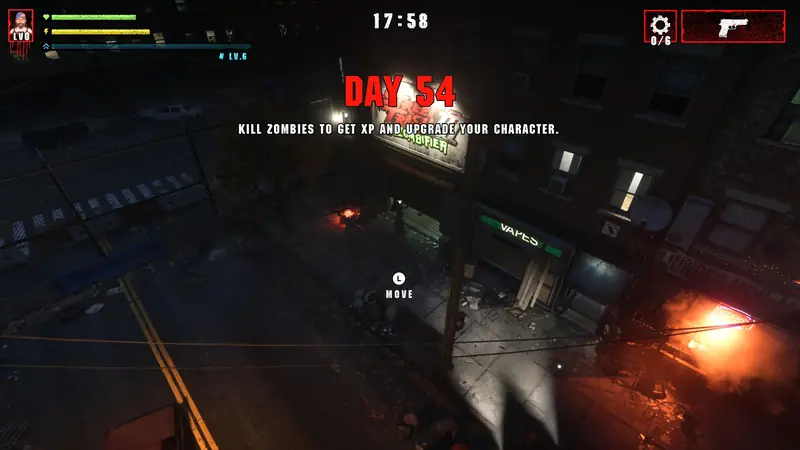 LV0
# LV.6
17:58
0/6
DAY 54
KILL ZOMBIES TO GET XP AND UPGRADE YOUR CHARACTER.
VAPES
L
MOVE